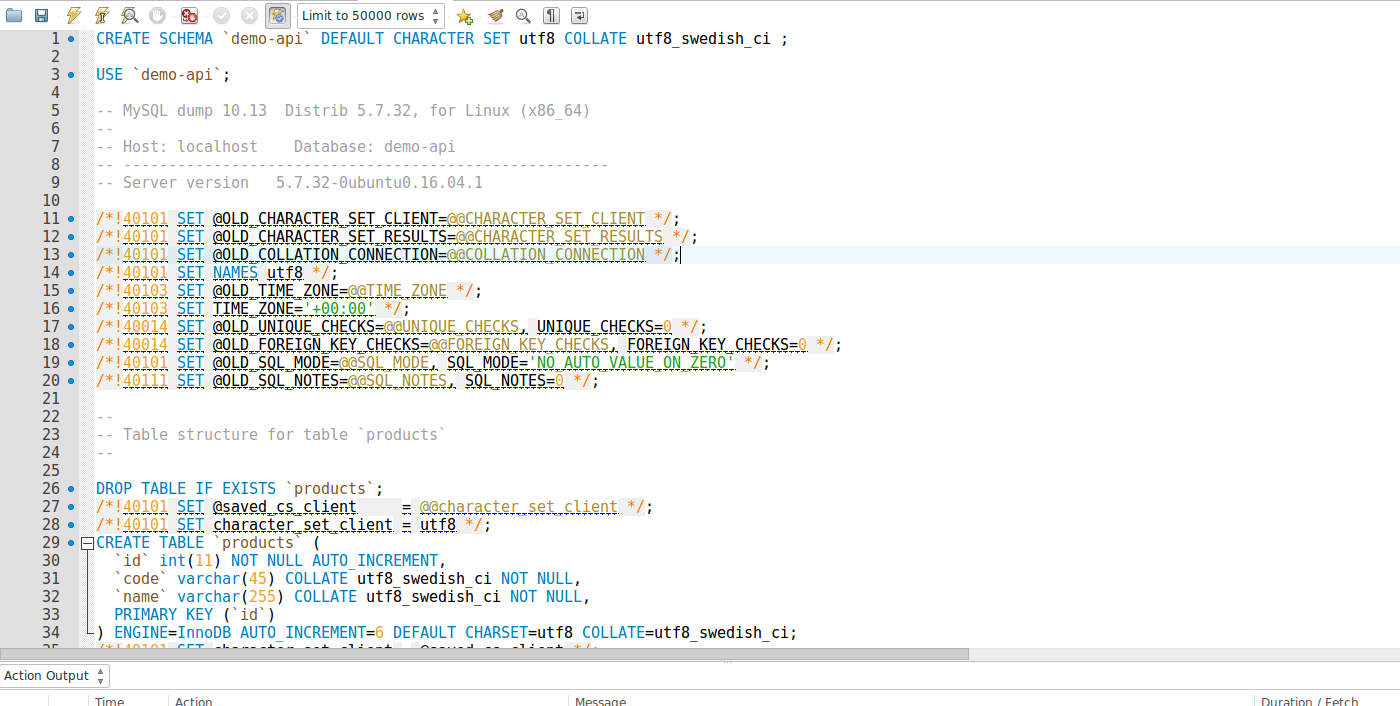 Limit to 50000 rows
1 CREATE SCHEMA `demo-api` DEFAULT CHARACTER SET utf8 COLLATE utf8_swedish_ci ;
2
3 USE `demo-api`;
4
5 -- MySQL dump 10.13  Distrib 5.7.32, for Linux (x86_64)
6 --
7 -- Host: localhost    Database: demo-api
8 -- ------------------------------------------------------
9 -- Server version   5.7.32-0ubuntu0.16.04.1
10
11 /*!40101 SET @OLD_CHARACTER_SET_CLIENT=@@CHARACTER_SET_CLIENT */;
12 /*!40101 SET @OLD_CHARACTER_SET_RESULTS=@@CHARACTER_SET_RESULTS */;
13 /*!40101 SET @OLD_COLLATION_CONNECTION=@@COLLATION_CONNECTION */;
14 /*!40101 SET NAMES utf8 */;
15 /*!40103 SET @OLD_TIME_ZONE=@@TIME_ZONE */;
16 /*!40103 SET TIME_ZONE='+00:00' */;
17 /*!40014 SET @OLD_UNIQUE_CHECKS=@@UNIQUE_CHECKS, UNIQUE_CHECKS=0 */;
18 /*!40014 SET @OLD_FOREIGN_KEY_CHECKS=@@FOREIGN_KEY_CHECKS, FOREIGN_KEY_CHECKS=0 */;
19 /*!40101 SET @OLD_SQL_MODE=@@SQL_MODE, SQL_MODE='NO_AUTO_VALUE_ON_ZERO' */;
20 /*!40111 SET @OLD_SQL_NOTES=@@SQL_NOTES, SQL_NOTES=0 */;
21
22 --
23 -- Table structure for table `products`
24 --
25
26 DROP TABLE IF EXISTS `products`;
27 /*!40101 SET @saved_cs_client     = @@character_set_client */;
28 /*!40101 SET character_set_client = utf8 */;
29 CREATE TABLE `products` (
30   `id` int(11) NOT NULL AUTO_INCREMENT,
31   `code` varchar(45) COLLATE utf8_swedish_ci NOT NULL,
32   `name` varchar(255) COLLATE utf8_swedish_ci NOT NULL,
33   PRIMARY KEY (`id`)
34 ) ENGINE=InnoDB AUTO_INCREMENT=6 DEFAULT CHARSET=utf8 COLLATE=utf8_swedish_ci;
35 /*!40101 SET character_set_client = @saved_cs_client */;
Action Output
Time Action Message Duration / Fetch